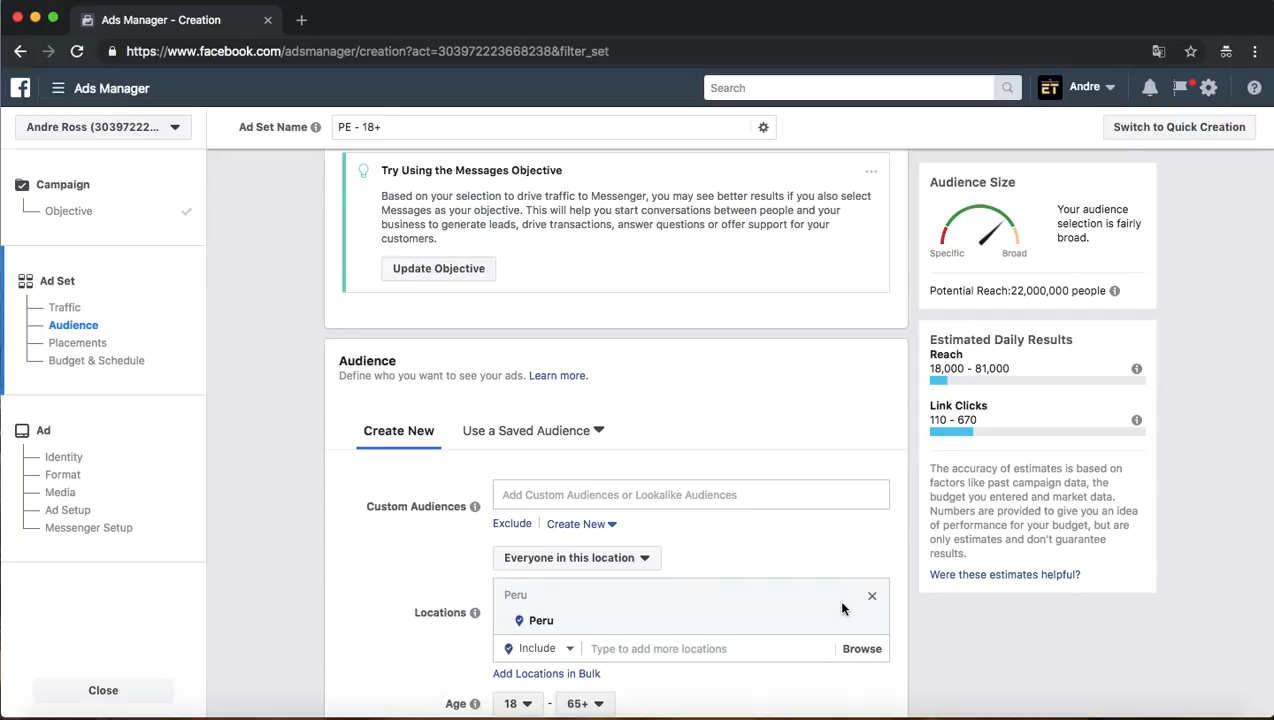 Ads Manager - Creation
https://www.facebook.com/adsmanager/creation?act=303972223668238&filter_set
Ads Manager
Search
ET
Andre
Andre Ross (30397222...
Ad Set Name
PE - 18+
Switch to Quick Creation
Campaign
Objective
Ad Set
Traffic
Audience
Placements
Budget & Schedule
Ad
Identity
Format
Media
Ad Setup
Messenger Setup
Close
Try Using the Messages Objective
Based on your selection to drive traffic to Messenger, you may see better results if you also select
Messages as your objective. This will help you start conversations between people and your
business to generate leads, drive transactions, answer questions or offer support for your
customers.
Update Objective
Audience
Define who you want to see your ads. Learn more.
Create New
Use a Saved Audience
Custom Audiences
Add Custom Audiences or Lookalike Audiences
Exclude
Create New
Everyone in this location
Locations
Peru
Peru
Include
Type to add more locations
Browse
Add Locations in Bulk
Age
18
-
65+
Audience Size
Specific
Broad
Your audience
selection is fairly
broad.
Potential Reach:22,000,000 people
Estimated Daily Results
Reach
18,000 - 81,000
Link Clicks
110 - 670
The accuracy of estimates is based on
factors like past campaign data, the
budget you entered and market data.
Numbers are provided to give you an idea
of performance for your budget, but are
only estimates and don't guarantee
results.
Were these estimates helpful?